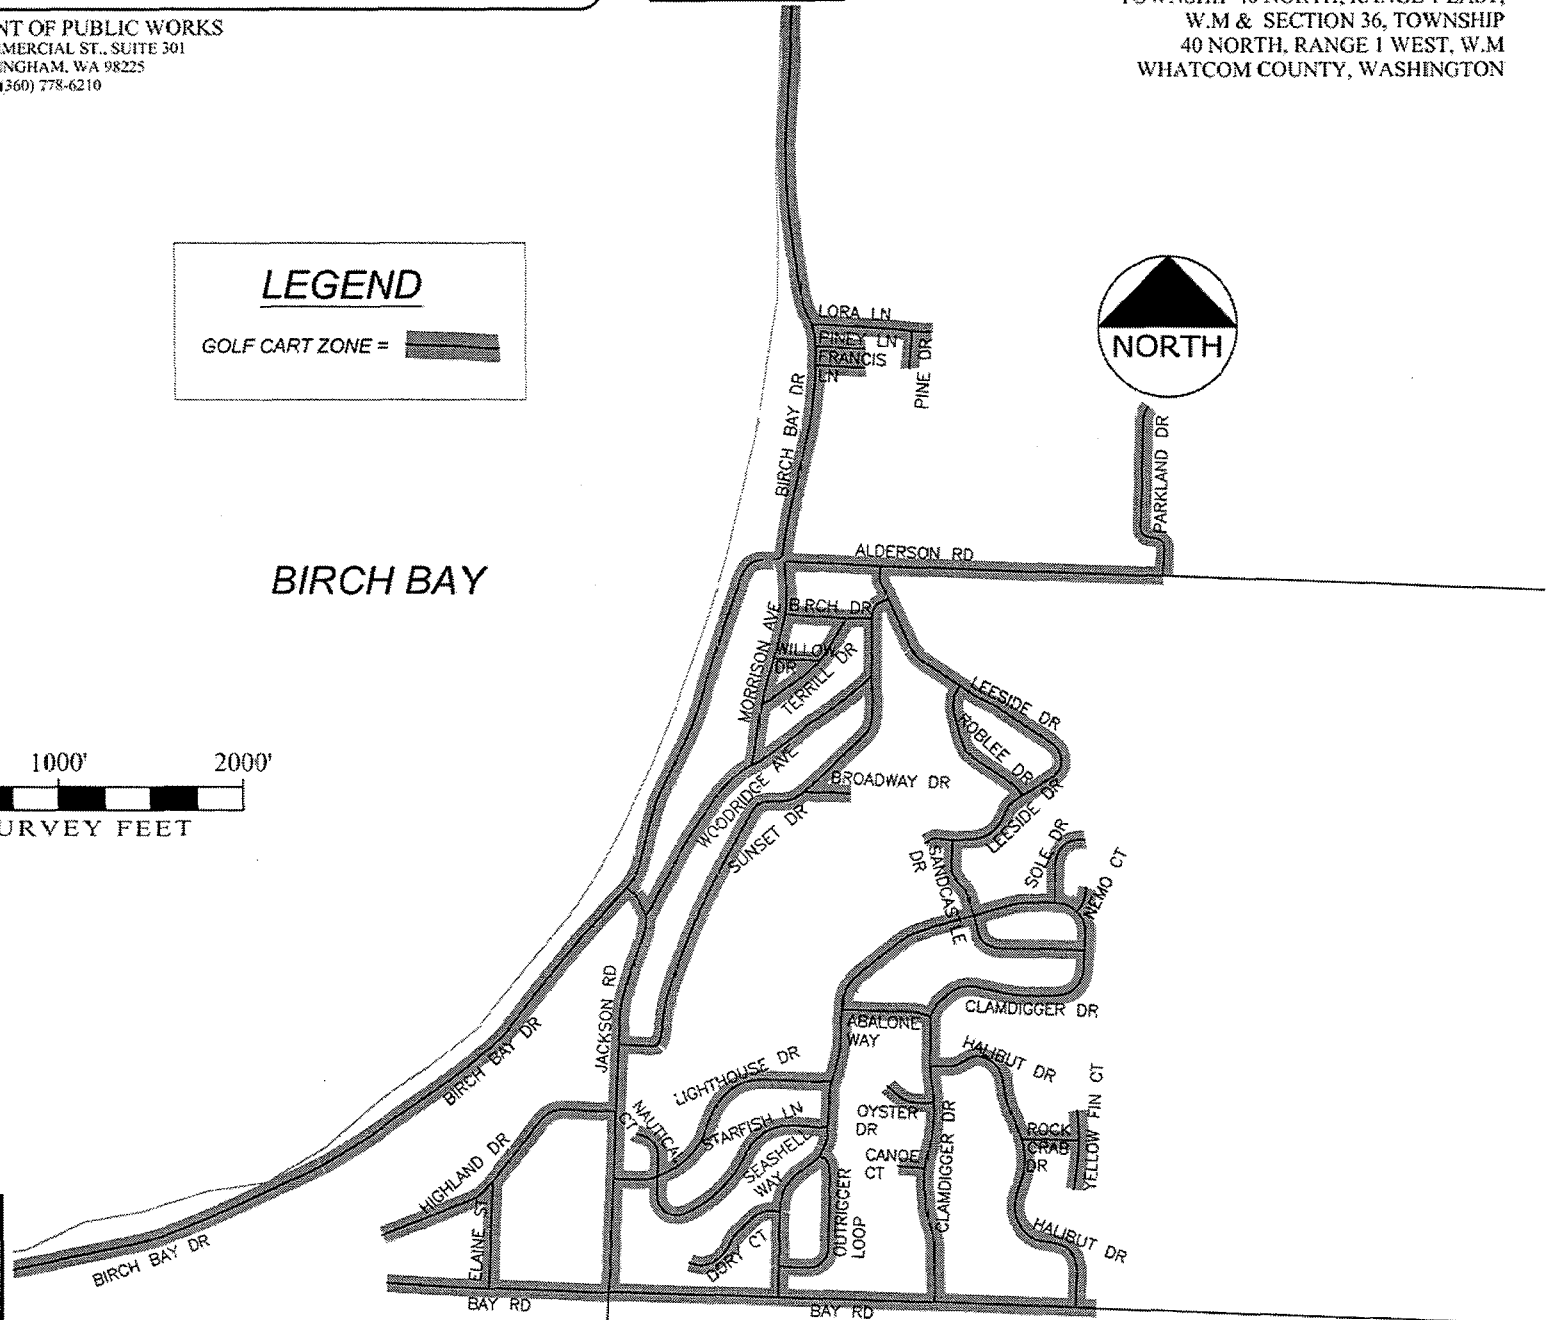 NT OF PUBLIC WORKS
MERCIAL ST., SUITE 301
NGHAM, WA 98225
(360) 778-6210
TOWNSHIP 40 NORTH, RANGE 1 EAST,
W.M & SECTION 36, TOWNSHIP
40 NORTH, RANGE 1 WEST, W.M
WHATCOM COUNTY, WASHINGTON
LEGEND
GOLF CART ZONE =
NORTH
LORA LN
PINEY LN
FRANCIS
LN
PINE DR
BIRCH BAY DR
PARKLAND DR
ALDERSON RD
BIRCH BAY
BIRCH DR
MORRISON AVE
WILLOW
DR
TERRILL DR
LEESIDE DR
ROBLEE DR
1000' 2000'
URVEY FEET
WOODRIDGE AVE
BROADWAY DR
SUNSET DR
LEESIDE DR
SANDCASTLE
DR
SOLE DR
NEMO CT
JACKSON RD
CLAMDIGGER DR
ABALONE
WAY
BIRCH BAY DR
HALIBUT DR
LIGHTHOUSE DR
NAUTICAL
CT
STARFISH LN
OYSTER
DR
YELLOW FIN CT
ROCK
CRAB
DR
SEASHELL
WAY
CANOE
CT
CLAMDIGGER DR
HIGHLAND DR
ELAINE ST
OUTRIGGER
LOOP
DORY CT
HALIBUT DR
BIRCH BAY DR
BAY RD
BAY RD